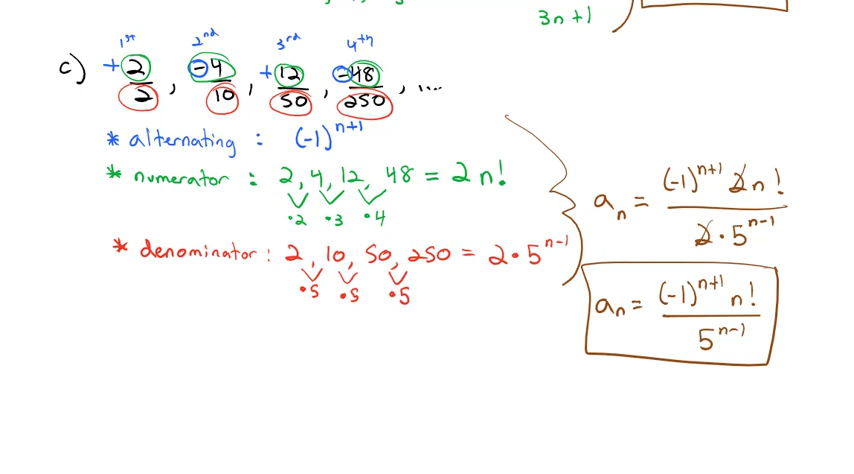 3n+1
1st 2nd 3rd 4th
c) + 2/2 , -4/10 , + 12/50 , -48/250 , ....
* alternating : (-1)^{n+1}
* numerator : 2, 4, 12, 48 = 2n!
·2 ·3 ·4
* denominator : 2, 10, 50, 250 = 2·5^{n-1}
·5 ·5 ·5
a_n = (-1)^{n+1} 2n! / 2·5^{n-1}
a_n = (-1)^{n+1} n! / 5^{n-1}